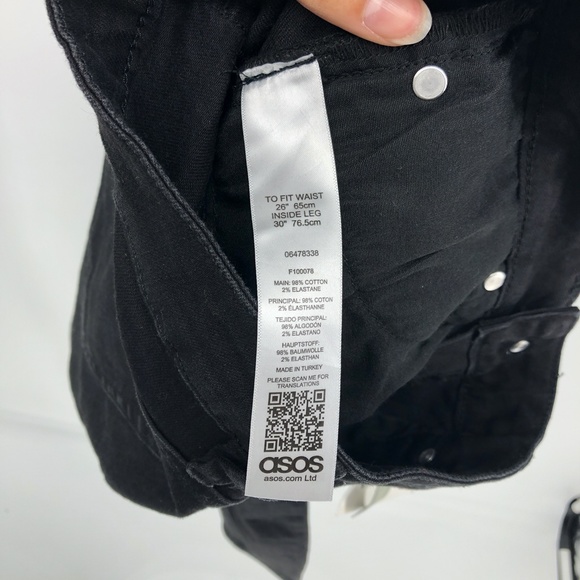 TO FIT WAIST
26" 65cm
INSIDE LEG
30" 76.5cm
06478338
F100078
MAIN: 98% COTTON
2% ELASTANE
PRINCIPAL: 98% COTON
2% ÉLASTHANNE
TEJIDO PRINCIPAL:
98% ALGODÓN
2% ELASTANO
HAUPTSTOFF:
98% BAUMWOLLE
2% ELASTHAN
MADE IN TURKEY
PLEASE SCAN ME FOR
TRANSLATIONS
asos
asos.com Ltd